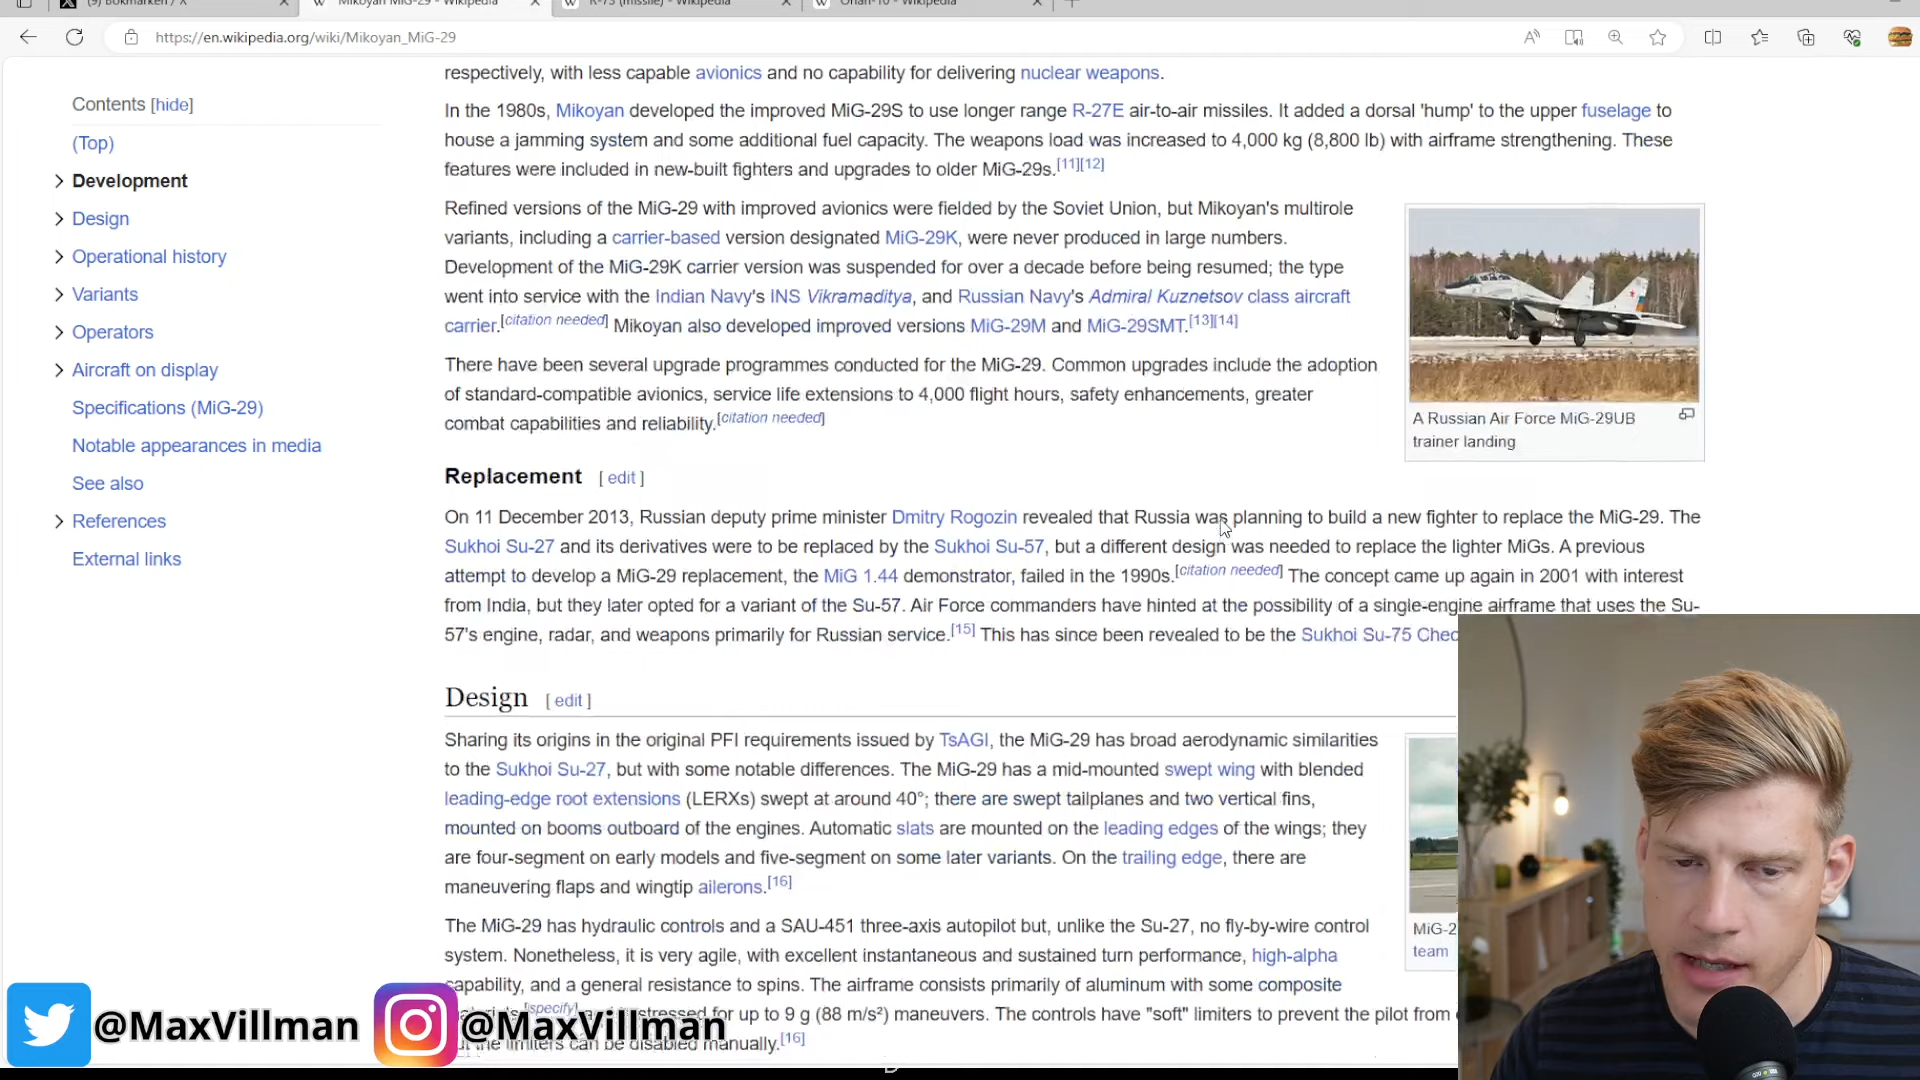 (9) Bokmärken / X
Mikoyan MiG-29 - Wikipedia
R-73 (missile) - Wikipedia
Orlan-10 - Wikipedia
https://en.wikipedia.org/wiki/Mikoyan_MiG-29
Contents [hide]
(Top)
Development
Design
Operational history
Variants
Operators
Aircraft on display
Specifications (MiG-29)
Notable appearances in media
See also
References
External links
respectively, with less capable avionics and no capability for delivering nuclear weapons.
In the 1980s, Mikoyan developed the improved MiG-29S to use longer range R-27E air-to-air missiles. It added a dorsal 'hump' to the upper fuselage to
house a jamming system and some additional fuel capacity. The weapons load was increased to 4,000 kg (8,800 lb) with airframe strengthening. These
features were included in new-built fighters and upgrades to older MiG-29s.[11][12]
Refined versions of the MiG-29 with improved avionics were fielded by the Soviet Union, but Mikoyan's multirole
variants, including a carrier-based version designated MiG-29K, were never produced in large numbers.
Development of the MiG-29K carrier version was suspended for over a decade before being resumed; the type
went into service with the Indian Navy's INS Vikramaditya, and Russian Navy's Admiral Kuznetsov class aircraft
carrier.[citation needed] Mikoyan also developed improved versions MiG-29M and MiG-29SMT.[13][14]
There have been several upgrade programmes conducted for the MiG-29. Common upgrades include the adoption
of standard-compatible avionics, service life extensions to 4,000 flight hours, safety enhancements, greater
combat capabilities and reliability.[citation needed]
A Russian Air Force MiG-29UB
trainer landing
Replacement [ edit ]
On 11 December 2013, Russian deputy prime minister Dmitry Rogozin revealed that Russia was planning to build a new fighter to replace the MiG-29. The
Sukhoi Su-27 and its derivatives were to be replaced by the Sukhoi Su-57, but a different design was needed to replace the lighter MiGs. A previous
attempt to develop a MiG-29 replacement, the MiG 1.44 demonstrator, failed in the 1990s.[citation needed] The concept came up again in 2001 with interest
from India, but they later opted for a variant of the Su-57. Air Force commanders have hinted at the possibility of a single-engine airframe that uses the Su-
57's engine, radar, and weapons primarily for Russian service.[15] This has since been revealed to be the Sukhoi Su-75 Chec
Design [ edit ]
Sharing its origins in the original PFI requirements issued by TsAGI, the MiG-29 has broad aerodynamic similarities
to the Sukhoi Su-27, but with some notable differences. The MiG-29 has a mid-mounted swept wing with blended
leading-edge root extensions (LERXs) swept at around 40°; there are swept tailplanes and two vertical fins,
mounted on booms outboard of the engines. Automatic slats are mounted on the leading edges of the wings; they
are four-segment on early models and five-segment on some later variants. On the trailing edge, there are
maneuvering flaps and wingtip ailerons.[16]
The MiG-29 has hydraulic controls and a SAU-451 three-axis autopilot but, unlike the Su-27, no fly-by-wire control
system. Nonetheless, it is very agile, with excellent instantaneous and sustained turn performance, high-alpha
capability, and a general resistance to spins. The airframe consists primarily of aluminum with some composite
[specify] stressed for up to 9 g (88 m/s²) maneuvers. The controls have "soft" limiters to prevent the pilot from
the limiters can be disabled manually.[16]
MiG-2
team
@MaxVillman
@MaxVillman